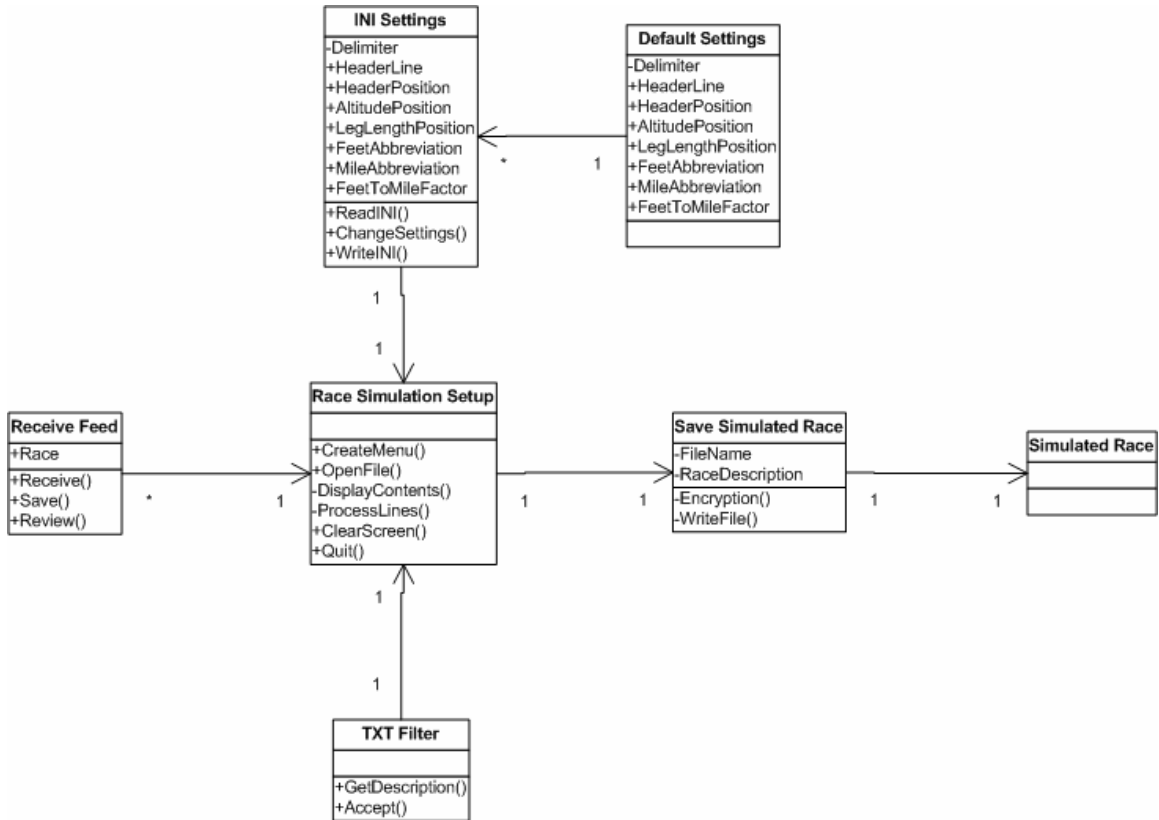 INI Settings
-Delimiter
+HeaderLine
+HeaderPosition
+AltitudePosition
+LegLengthPosition
+FeetAbbreviation
+MileAbbreviation
+FeetToMileFactor
+ReadINI()
+ChangeSettings()
+WriteINI()
Default Settings
-Delimiter
+HeaderLine
+HeaderPosition
+AltitudePosition
+LegLengthPosition
+FeetAbbreviation
+MileAbbreviation
+FeetToMileFactor
* 1
1
1
Receive Feed
+Race
+Receive()
+Save()
+Review()
* 1
Race Simulation Setup
+CreateMenu()
+OpenFile()
-DisplayContents()
-ProcessLines()
+ClearScreen()
+Quit()
1 1
Save Simulated Race
-FileName
-RaceDescription
-Encryption()
-WriteFile()
1 1
Simulated Race
1
1
TXT Filter
+GetDescription()
+Accept()